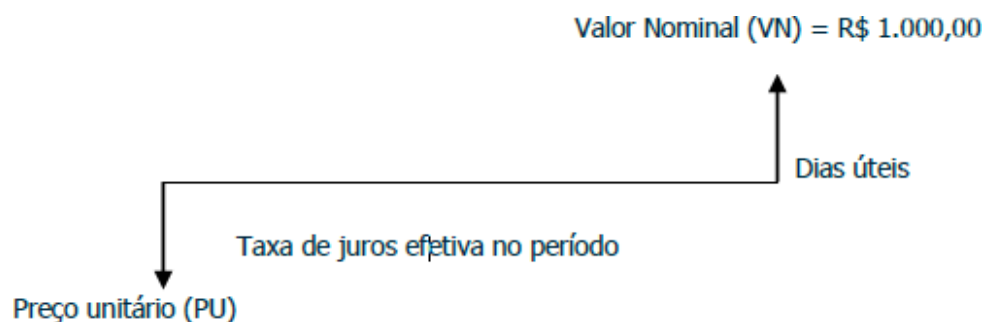 Valor Nominal (VN) = R$ 1.000,00
Dias úteis
Taxa de juros efetiva no período
Preço unitário (PU)